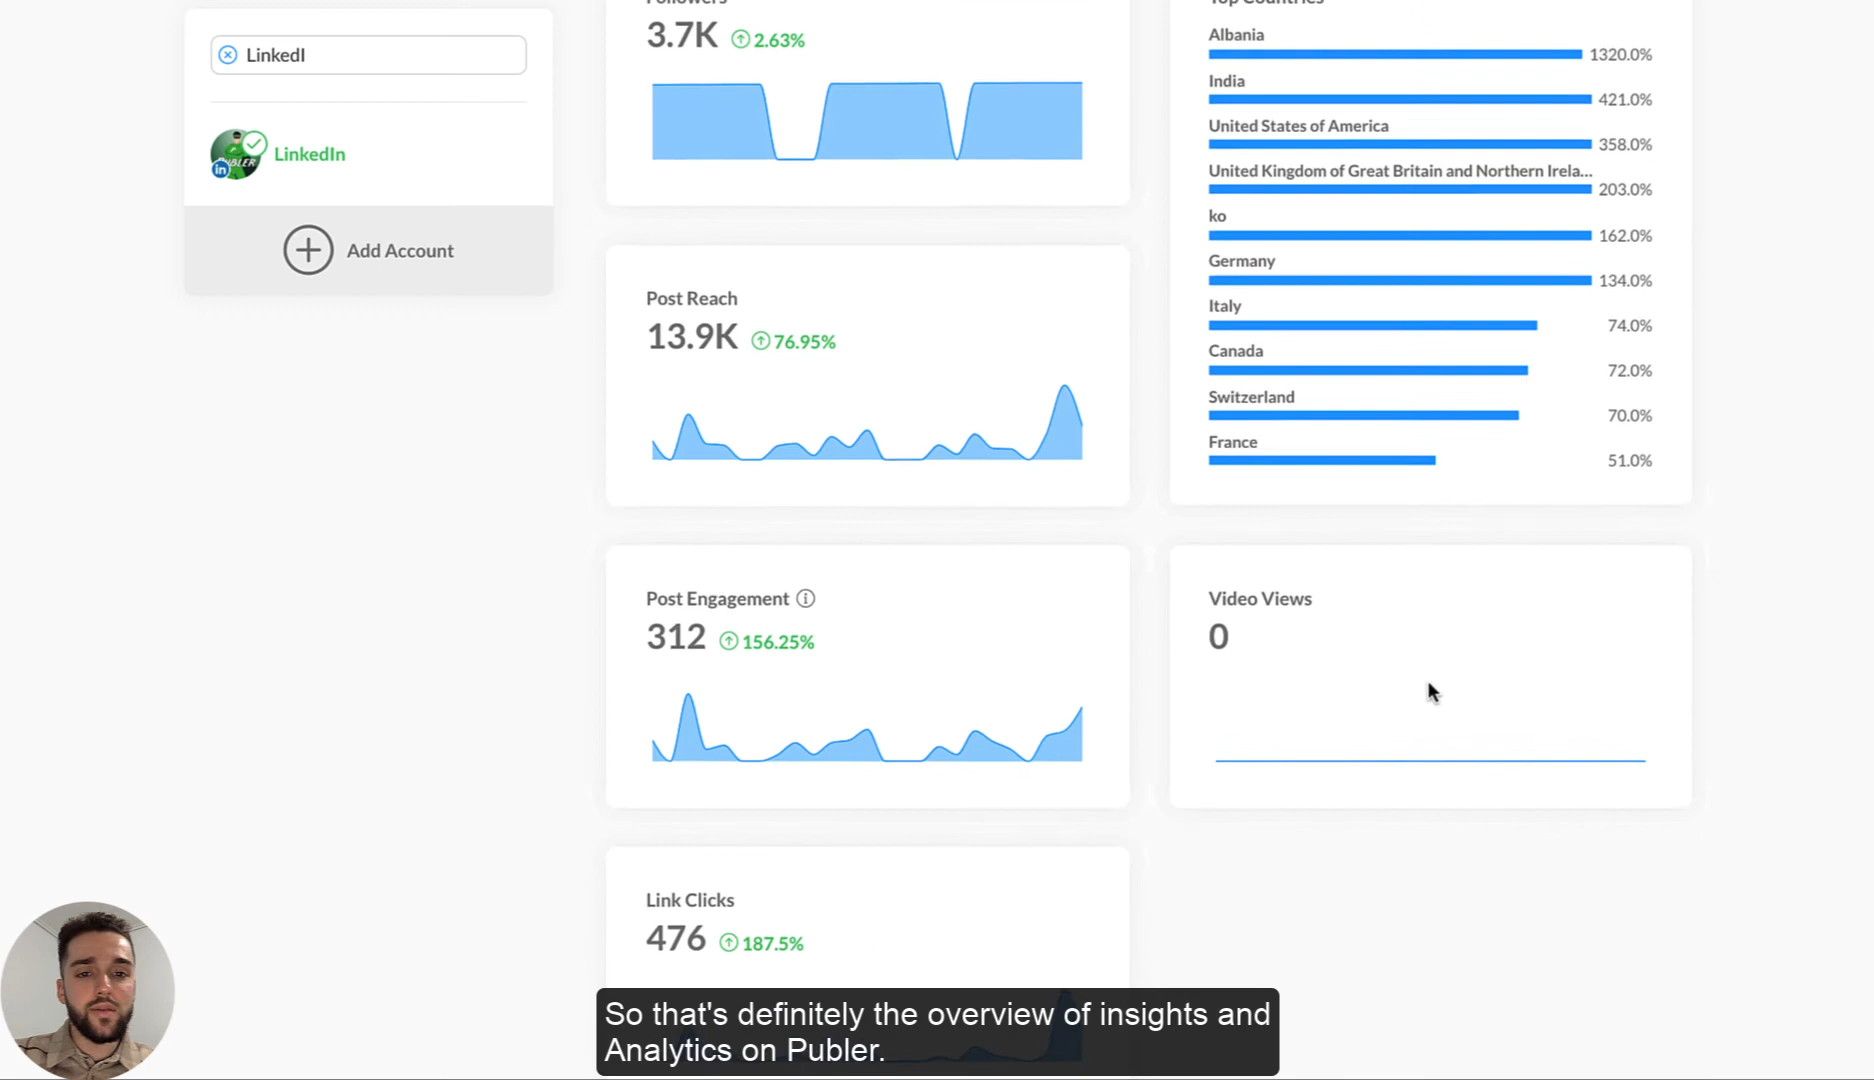 LinkedI
in
LinkedIn
Add Account
Followers
3.7K 2.63%
Post Reach
13.9K 76.95%
Post Engagement
312 156.25%
Link Clicks
476 187.5%
Top Countries
Albania
1320.0%
India
421.0%
United States of America
358.0%
United Kingdom of Great Britain and Northern Irela...
203.0%
ko
162.0%
Germany
134.0%
Italy
74.0%
Canada
72.0%
Switzerland
70.0%
France
51.0%
Video Views
0
So that's definitely the overview of insights and
Analytics on Publer.